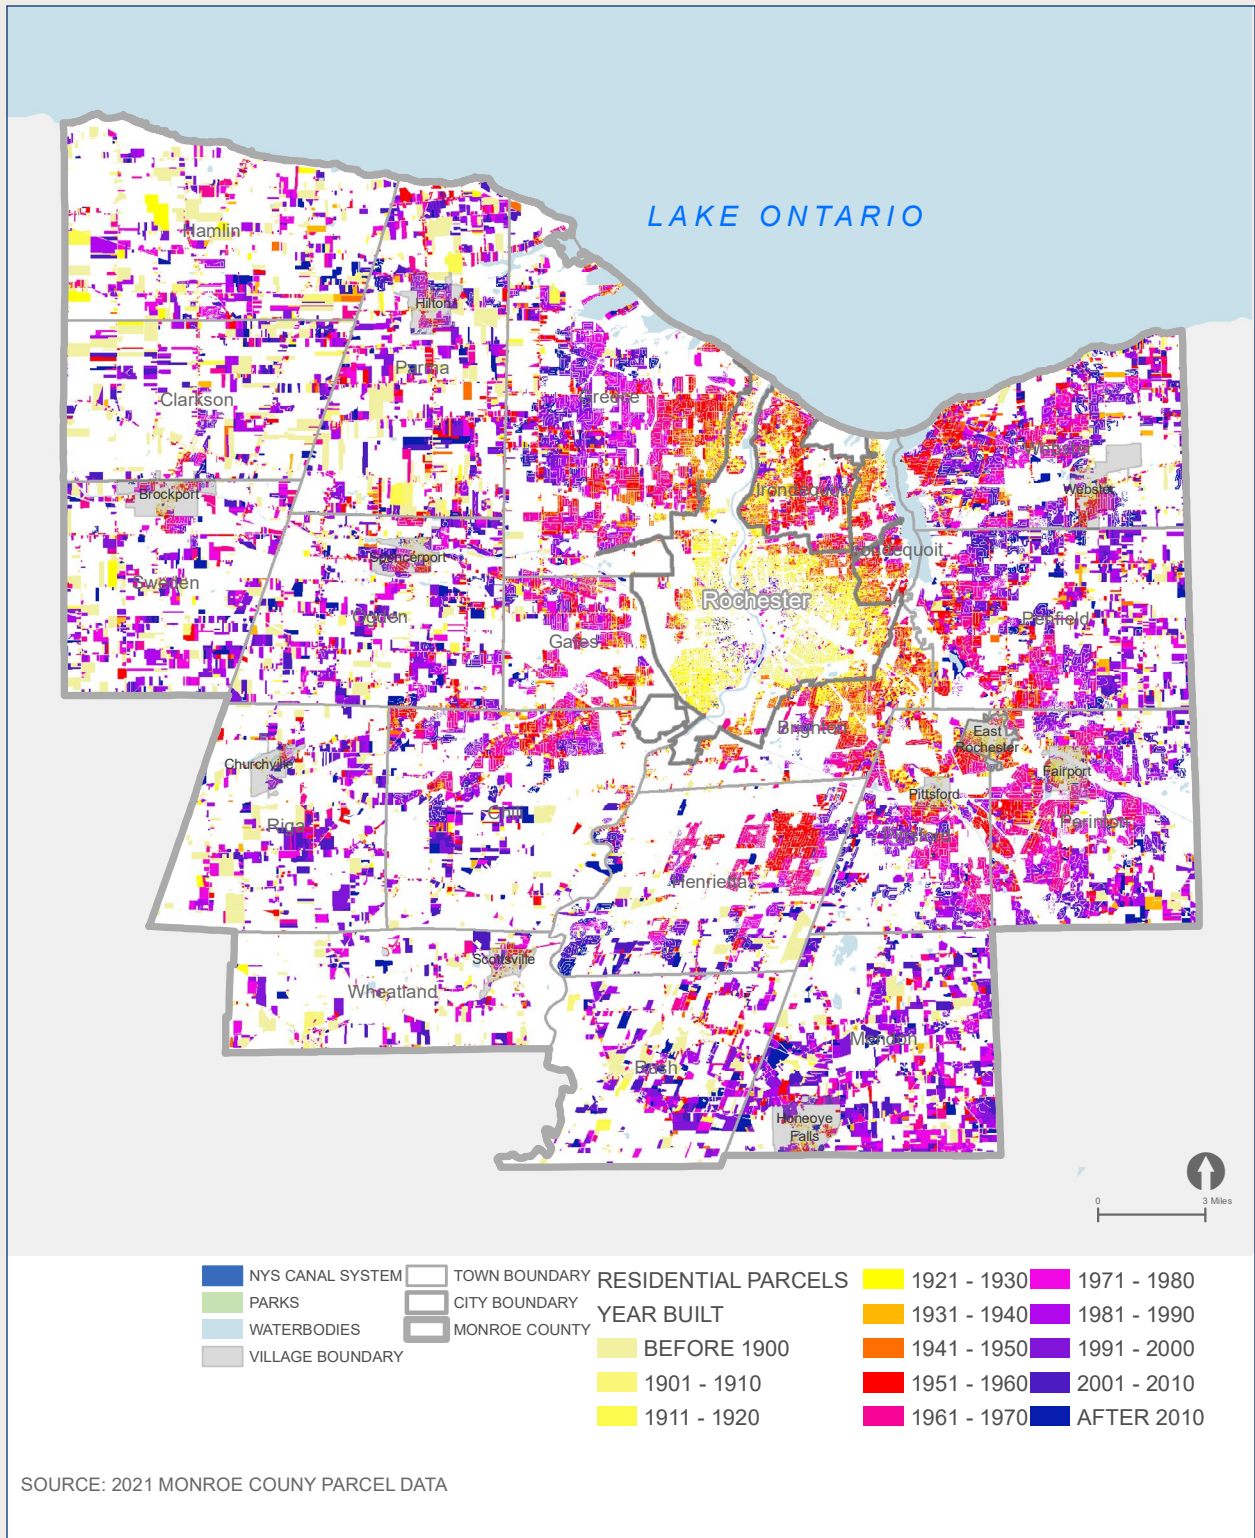 LAKE ONTARIO
Hamlin
Hilton
Parma
Clarkson
Greece
Webster
Brockport
Irondequoit
Webster
Spencerport
Irondequoit
Sweden
Rochester
Ogden
Penfield
Gates
Brighton
East
Rochester
Churchville
Fairport
Pittsford
Riga
Chili
Perinton
Pittsford
Henrietta
Scottsville
Wheatland
Mendon
Rush
Honeoye
Falls
0 3 Miles
NYS CANAL SYSTEM
PARKS
WATERBODIES
VILLAGE BOUNDARY
TOWN BOUNDARY
CITY BOUNDARY
MONROE COUNTY
RESIDENTIAL PARCELS
YEAR BUILT
BEFORE 1900
1901 - 1910
1911 - 1920
1921 - 1930
1931 - 1940
1941 - 1950
1951 - 1960
1961 - 1970
1971 - 1980
1981 - 1990
1991 - 2000
2001 - 2010
AFTER 2010
SOURCE: 2021 MONROE COUNY PARCEL DATA